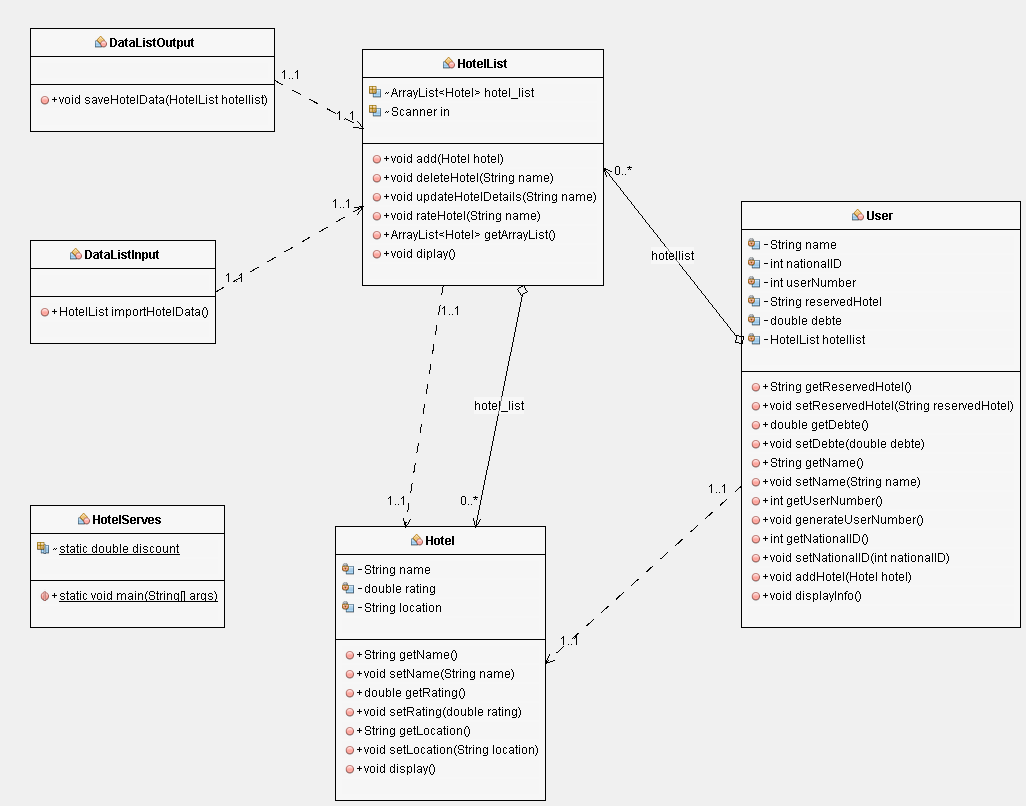 DataListOutput
+void saveHotelData(HotelList hotellist)
1..1
1..1
HotelList
~ArrayList<Hotel> hotel_list
~Scanner in
+void add(Hotel hotel)
+void deleteHotel(String name)
+void updateHotelDetails(String name)
+void rateHotel(String name)
+ArrayList<Hotel> getArrayList()
+void diplay()
0..*
hotellist
User
-String name
-int nationalID
-int userNumber
-String reservedHotel
-double debte
-HotelList hotellist
+String getReservedHotel()
+void setReservedHotel(String reservedHotel)
+double getDebte()
+void setDebte(double debte)
+String getName()
+void setName(String name)
+int getUserNumber()
+void generateUserNumber()
+int getNationalID()
+void setNationalID(int nationalID)
+void addHotel(Hotel hotel)
+void displayInfo()
DataListInput
+HotelList importHotelData()
1..1
1..1
1..1
hotel_list
1..1
0..*
1..1
1..1
HotelServes
~static double discount
+static void main(String[] args)
Hotel
-String name
-double rating
-String location
+String getName()
+void setName(String name)
+double getRating()
+void setRating(double rating)
+String getLocation()
+void setLocation(String location)
+void display()